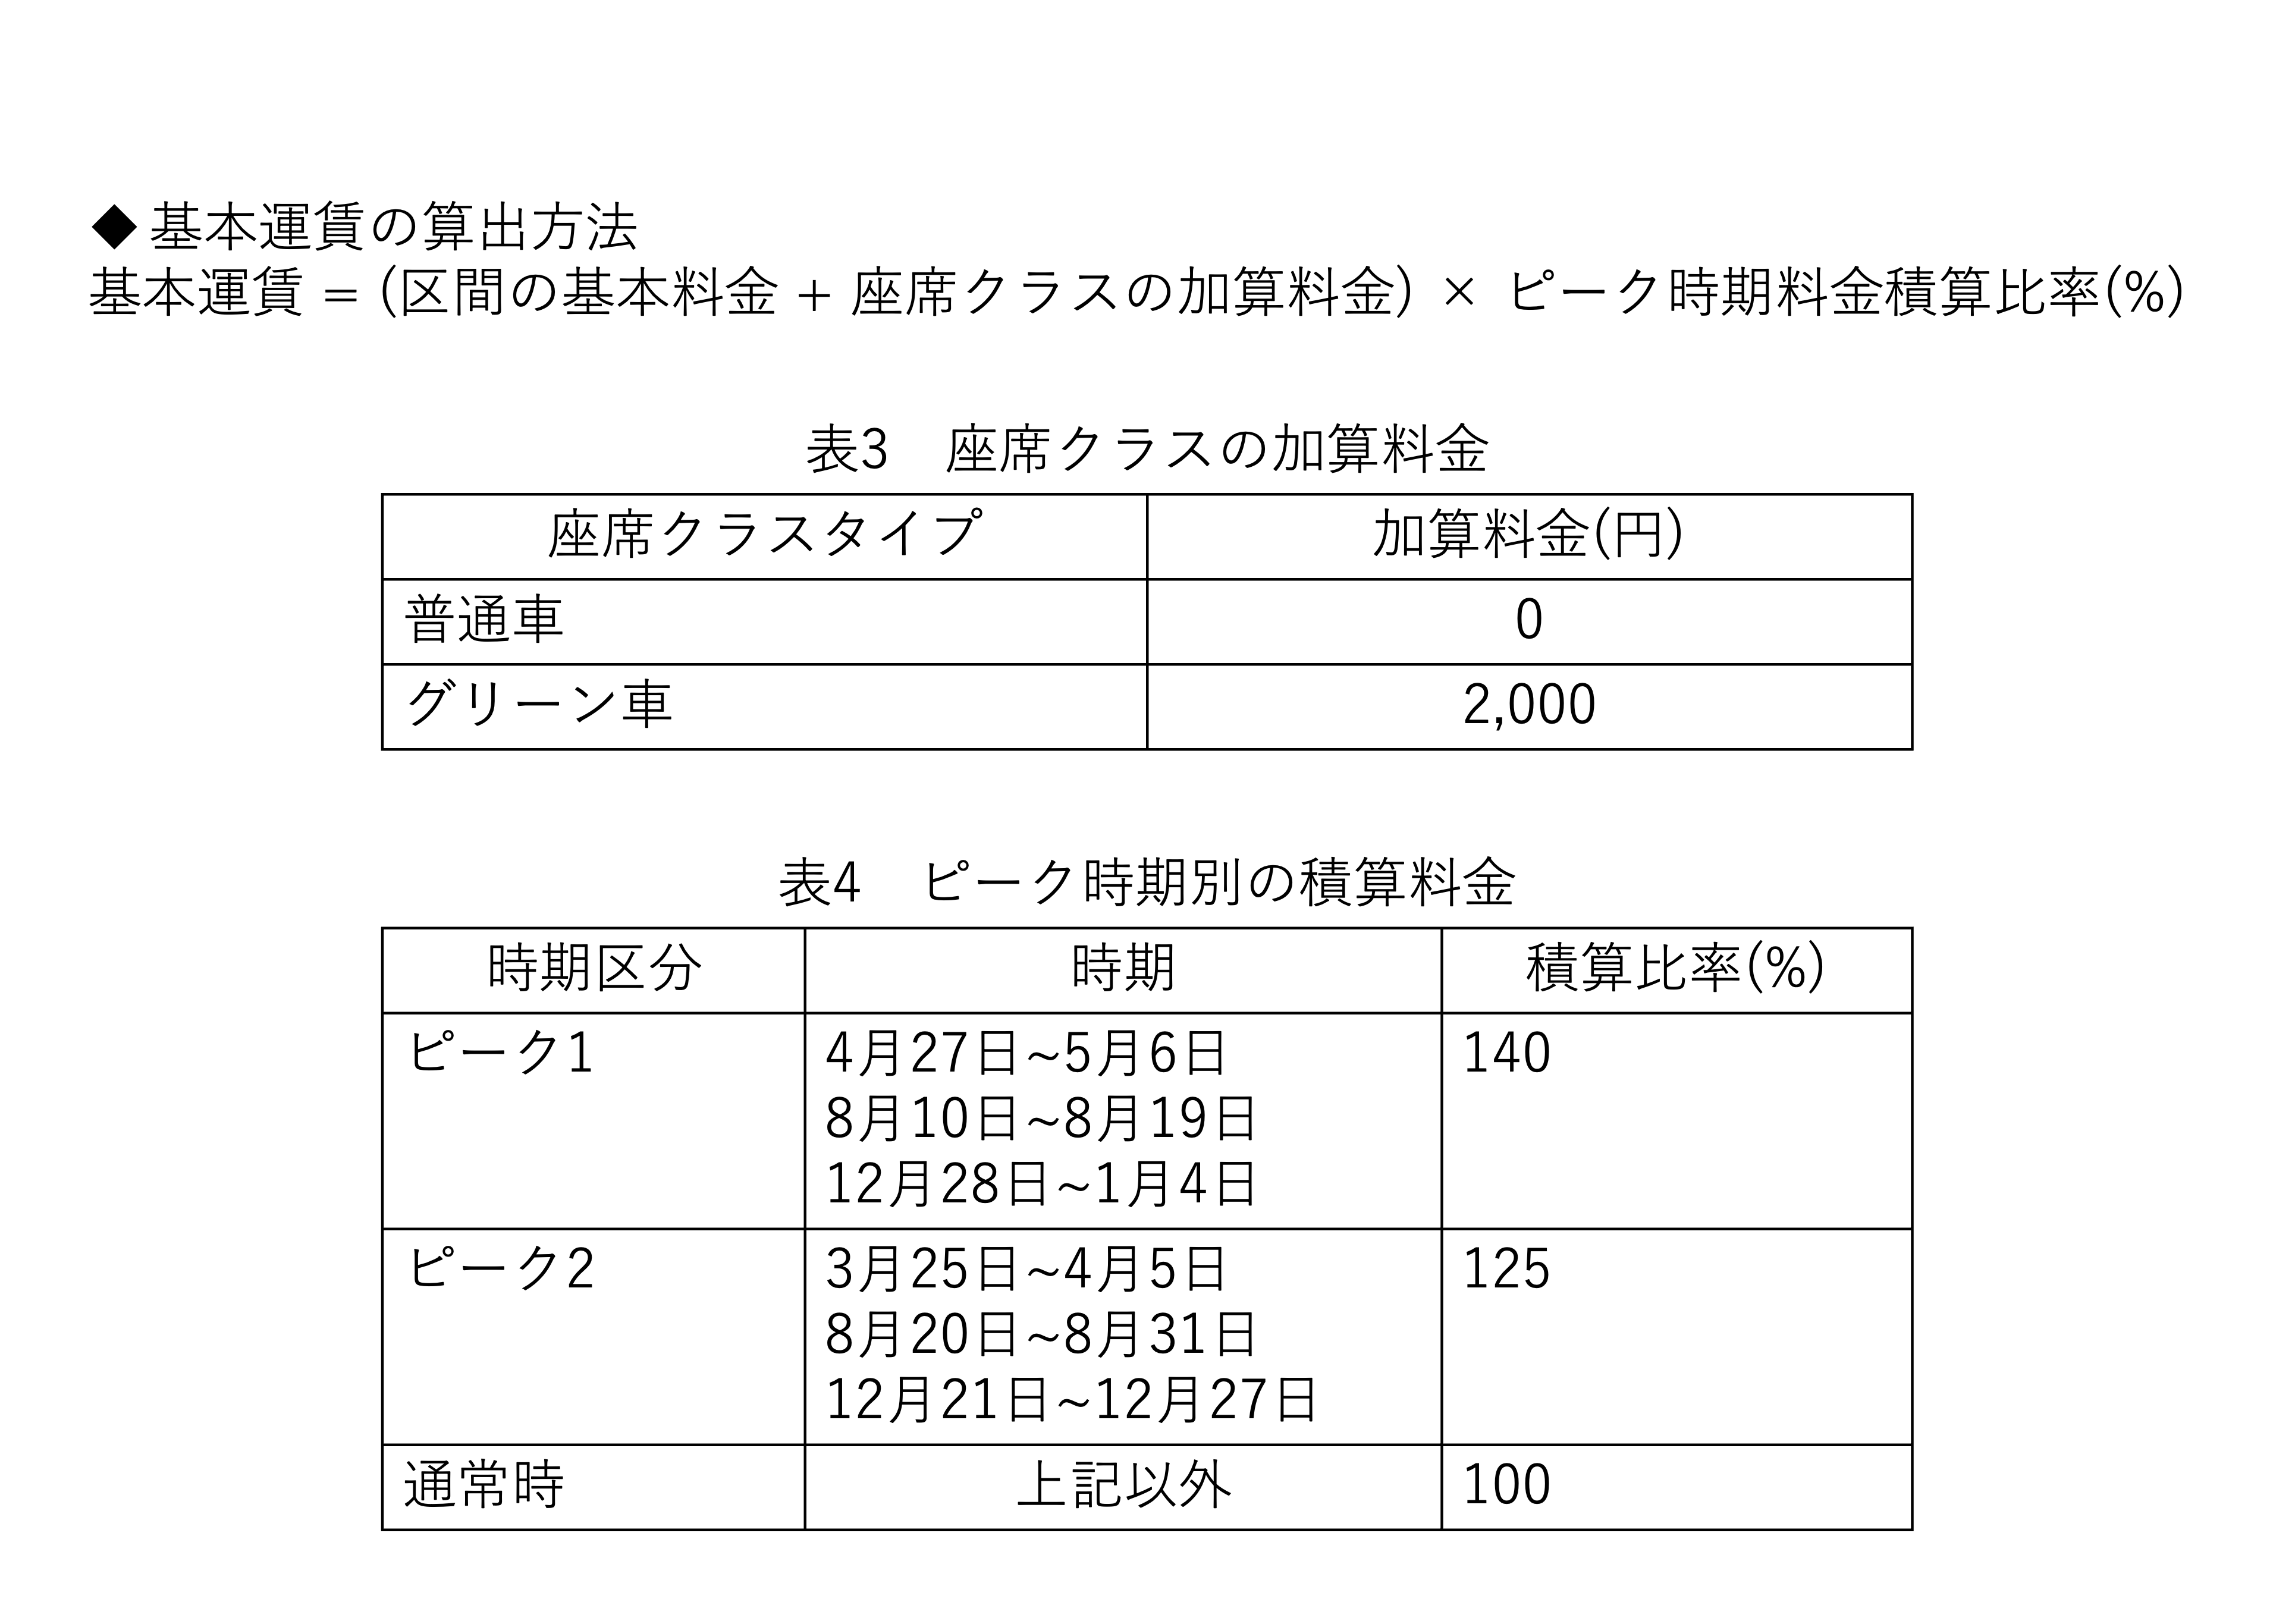 ◆ 基本運賃の算出方法
基本運賃 = (区間の基本料金 + 座席クラスの加算料金) × ピーク時期料金積算比率(%)
表3　座席クラスの加算料金
座席クラスタイプ 加算料金(円)
普通車 0
グリーン車 2,000
表4　ピーク時期別の積算料金
時期区分 時期 積算比率(%)
ピーク1 4月27日~5月6日 140
8月10日~8月19日
12月28日~1月4日
ピーク2 3月25日~4月5日 125
8月20日~8月31日
12月21日~12月27日
通常時 上記以外 100